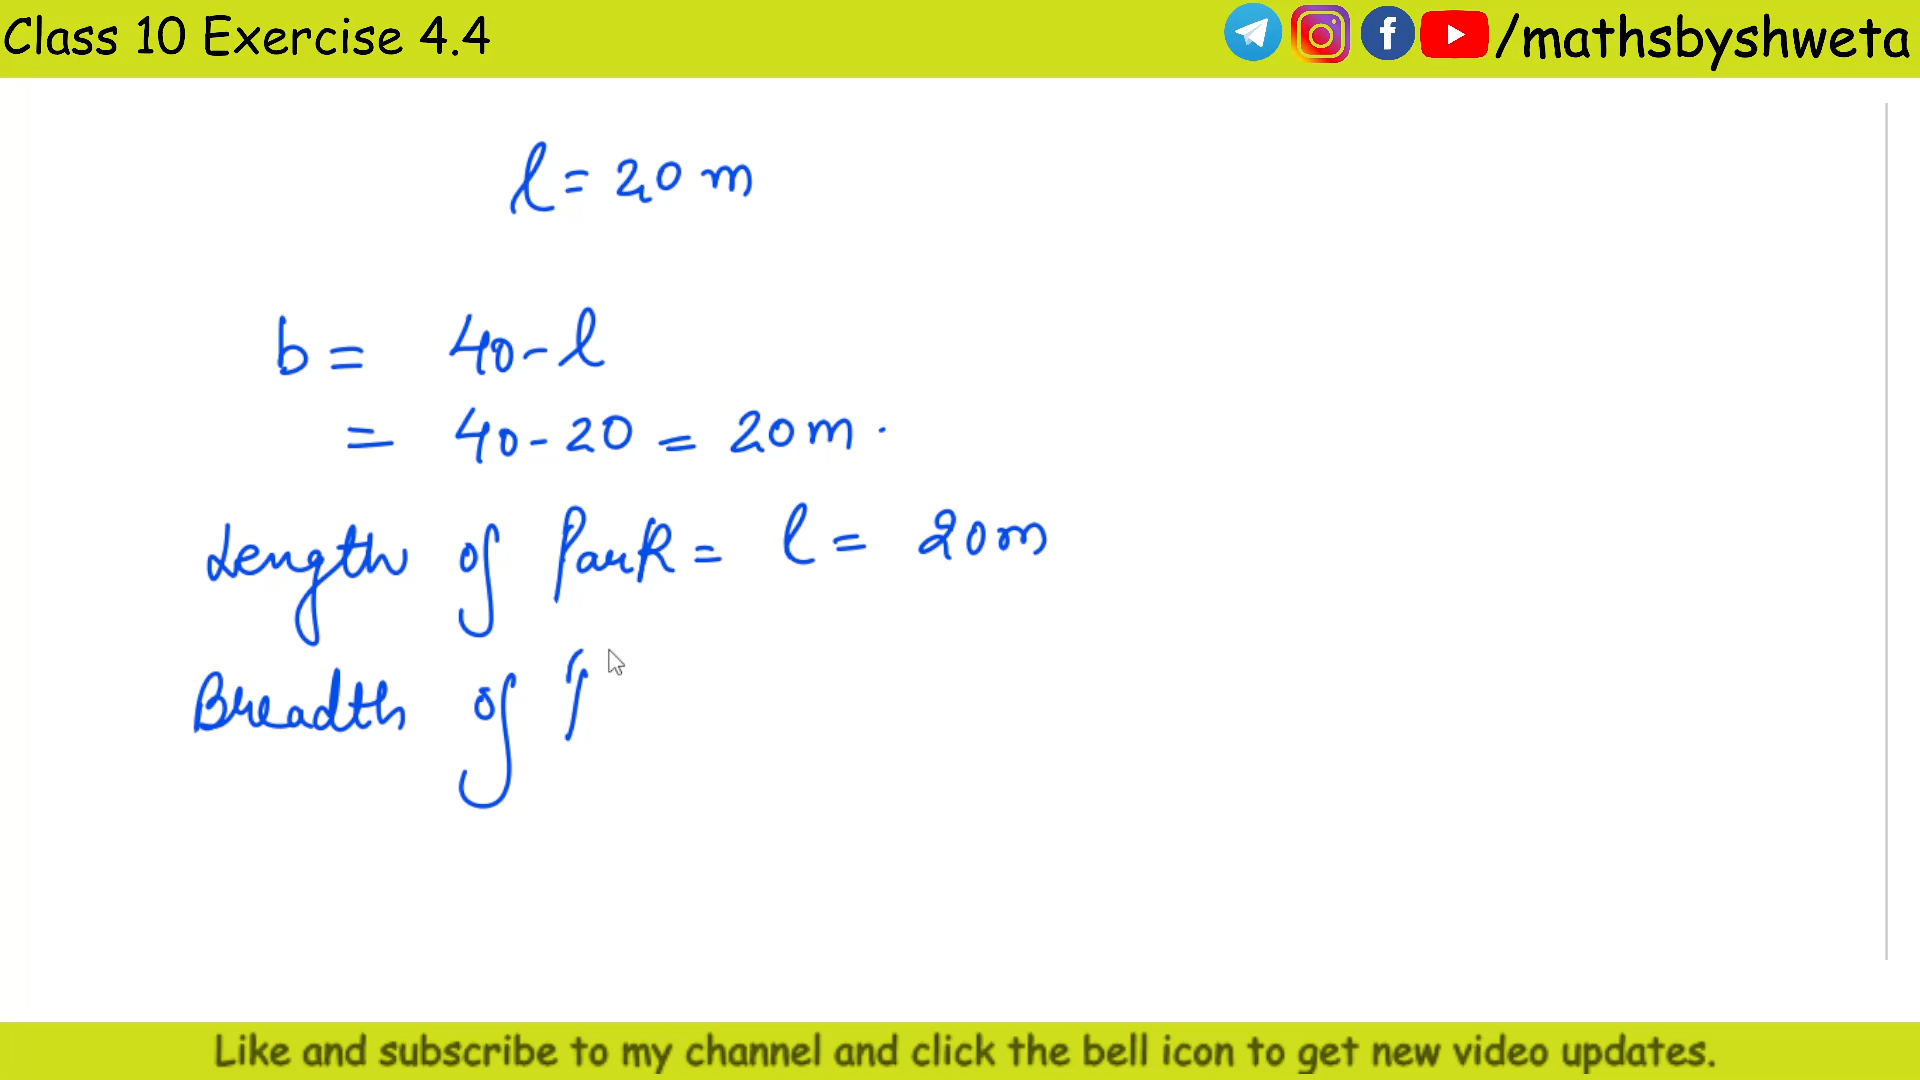 Class 10 Exercise 4.4
/mathsbyshweta
l = 20 m
b = 40 - l
= 40 - 20 = 20m.
Length of Park = l = 20m
Breadth of
Like and subscribe to my channel and click the bell icon to get new video updates.